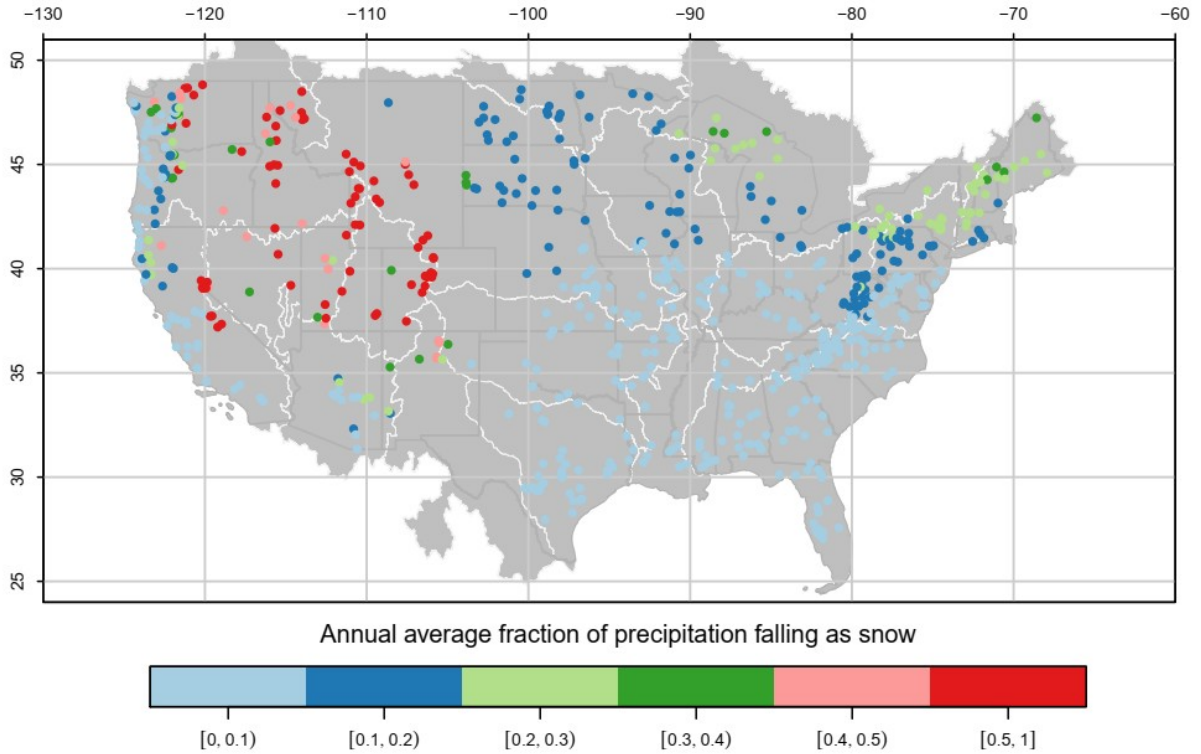 −130 −120 −110 −100 −90 −80 −70 −60
50
45
40
35
30
25
Annual average fraction of precipitation falling as snow
[0, 0.1) [0.1, 0.2) [0.2, 0.3) [0.3, 0.4) [0.4, 0.5) [0.5, 1]